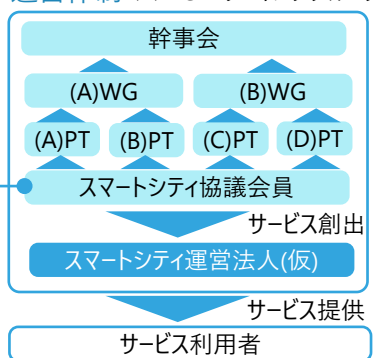 幹事会
(A)WG
(B)WG
(A)PT
(B)PT
(C)PT
(D)PT
スマートシティ協議会員
サービス創出
スマートシティ運営法人(仮)
サービス提供
サービス利用者